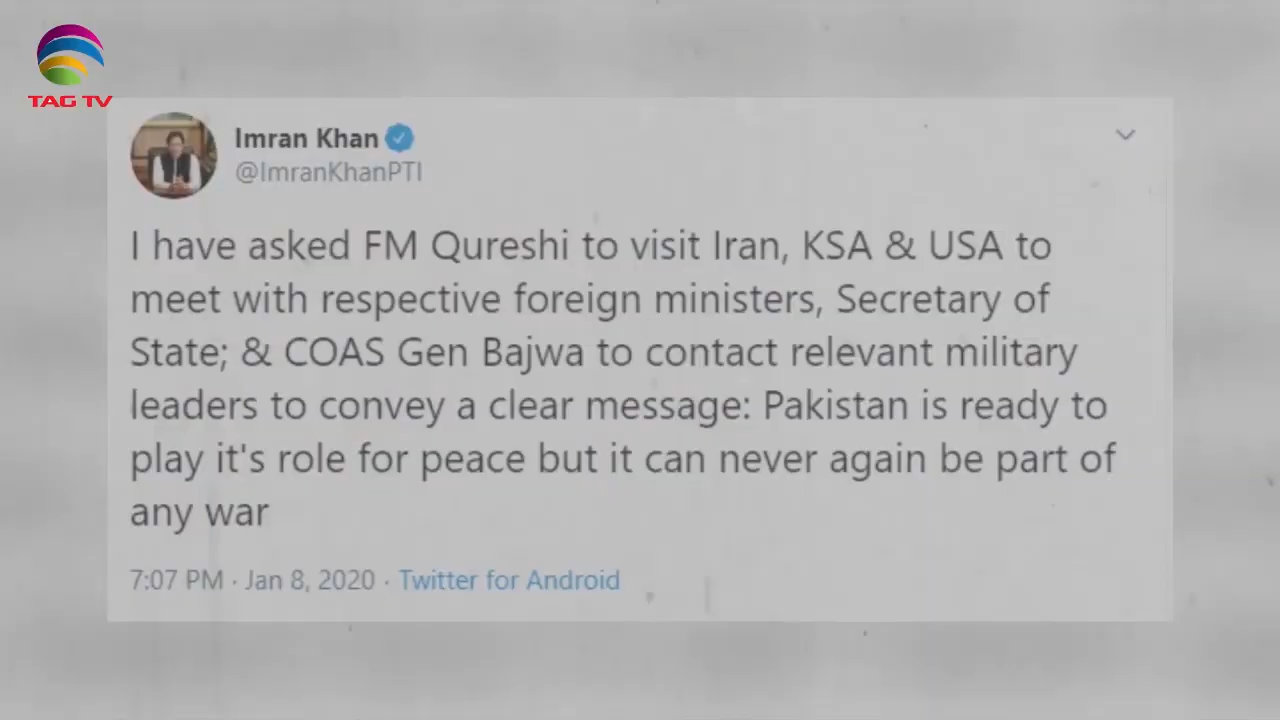 TAG TV
Imran Khan
@ImranKhanPTI
I have asked FM Qureshi to visit Iran, KSA & USA to
meet with respective foreign ministers, Secretary of
State; & COAS Gen Bajwa to contact relevant military
leaders to convey a clear message: Pakistan is ready to
play it's role for peace but it can never again be part of
any war
7:07 PM · Jan 8, 2020 · Twitter for Android